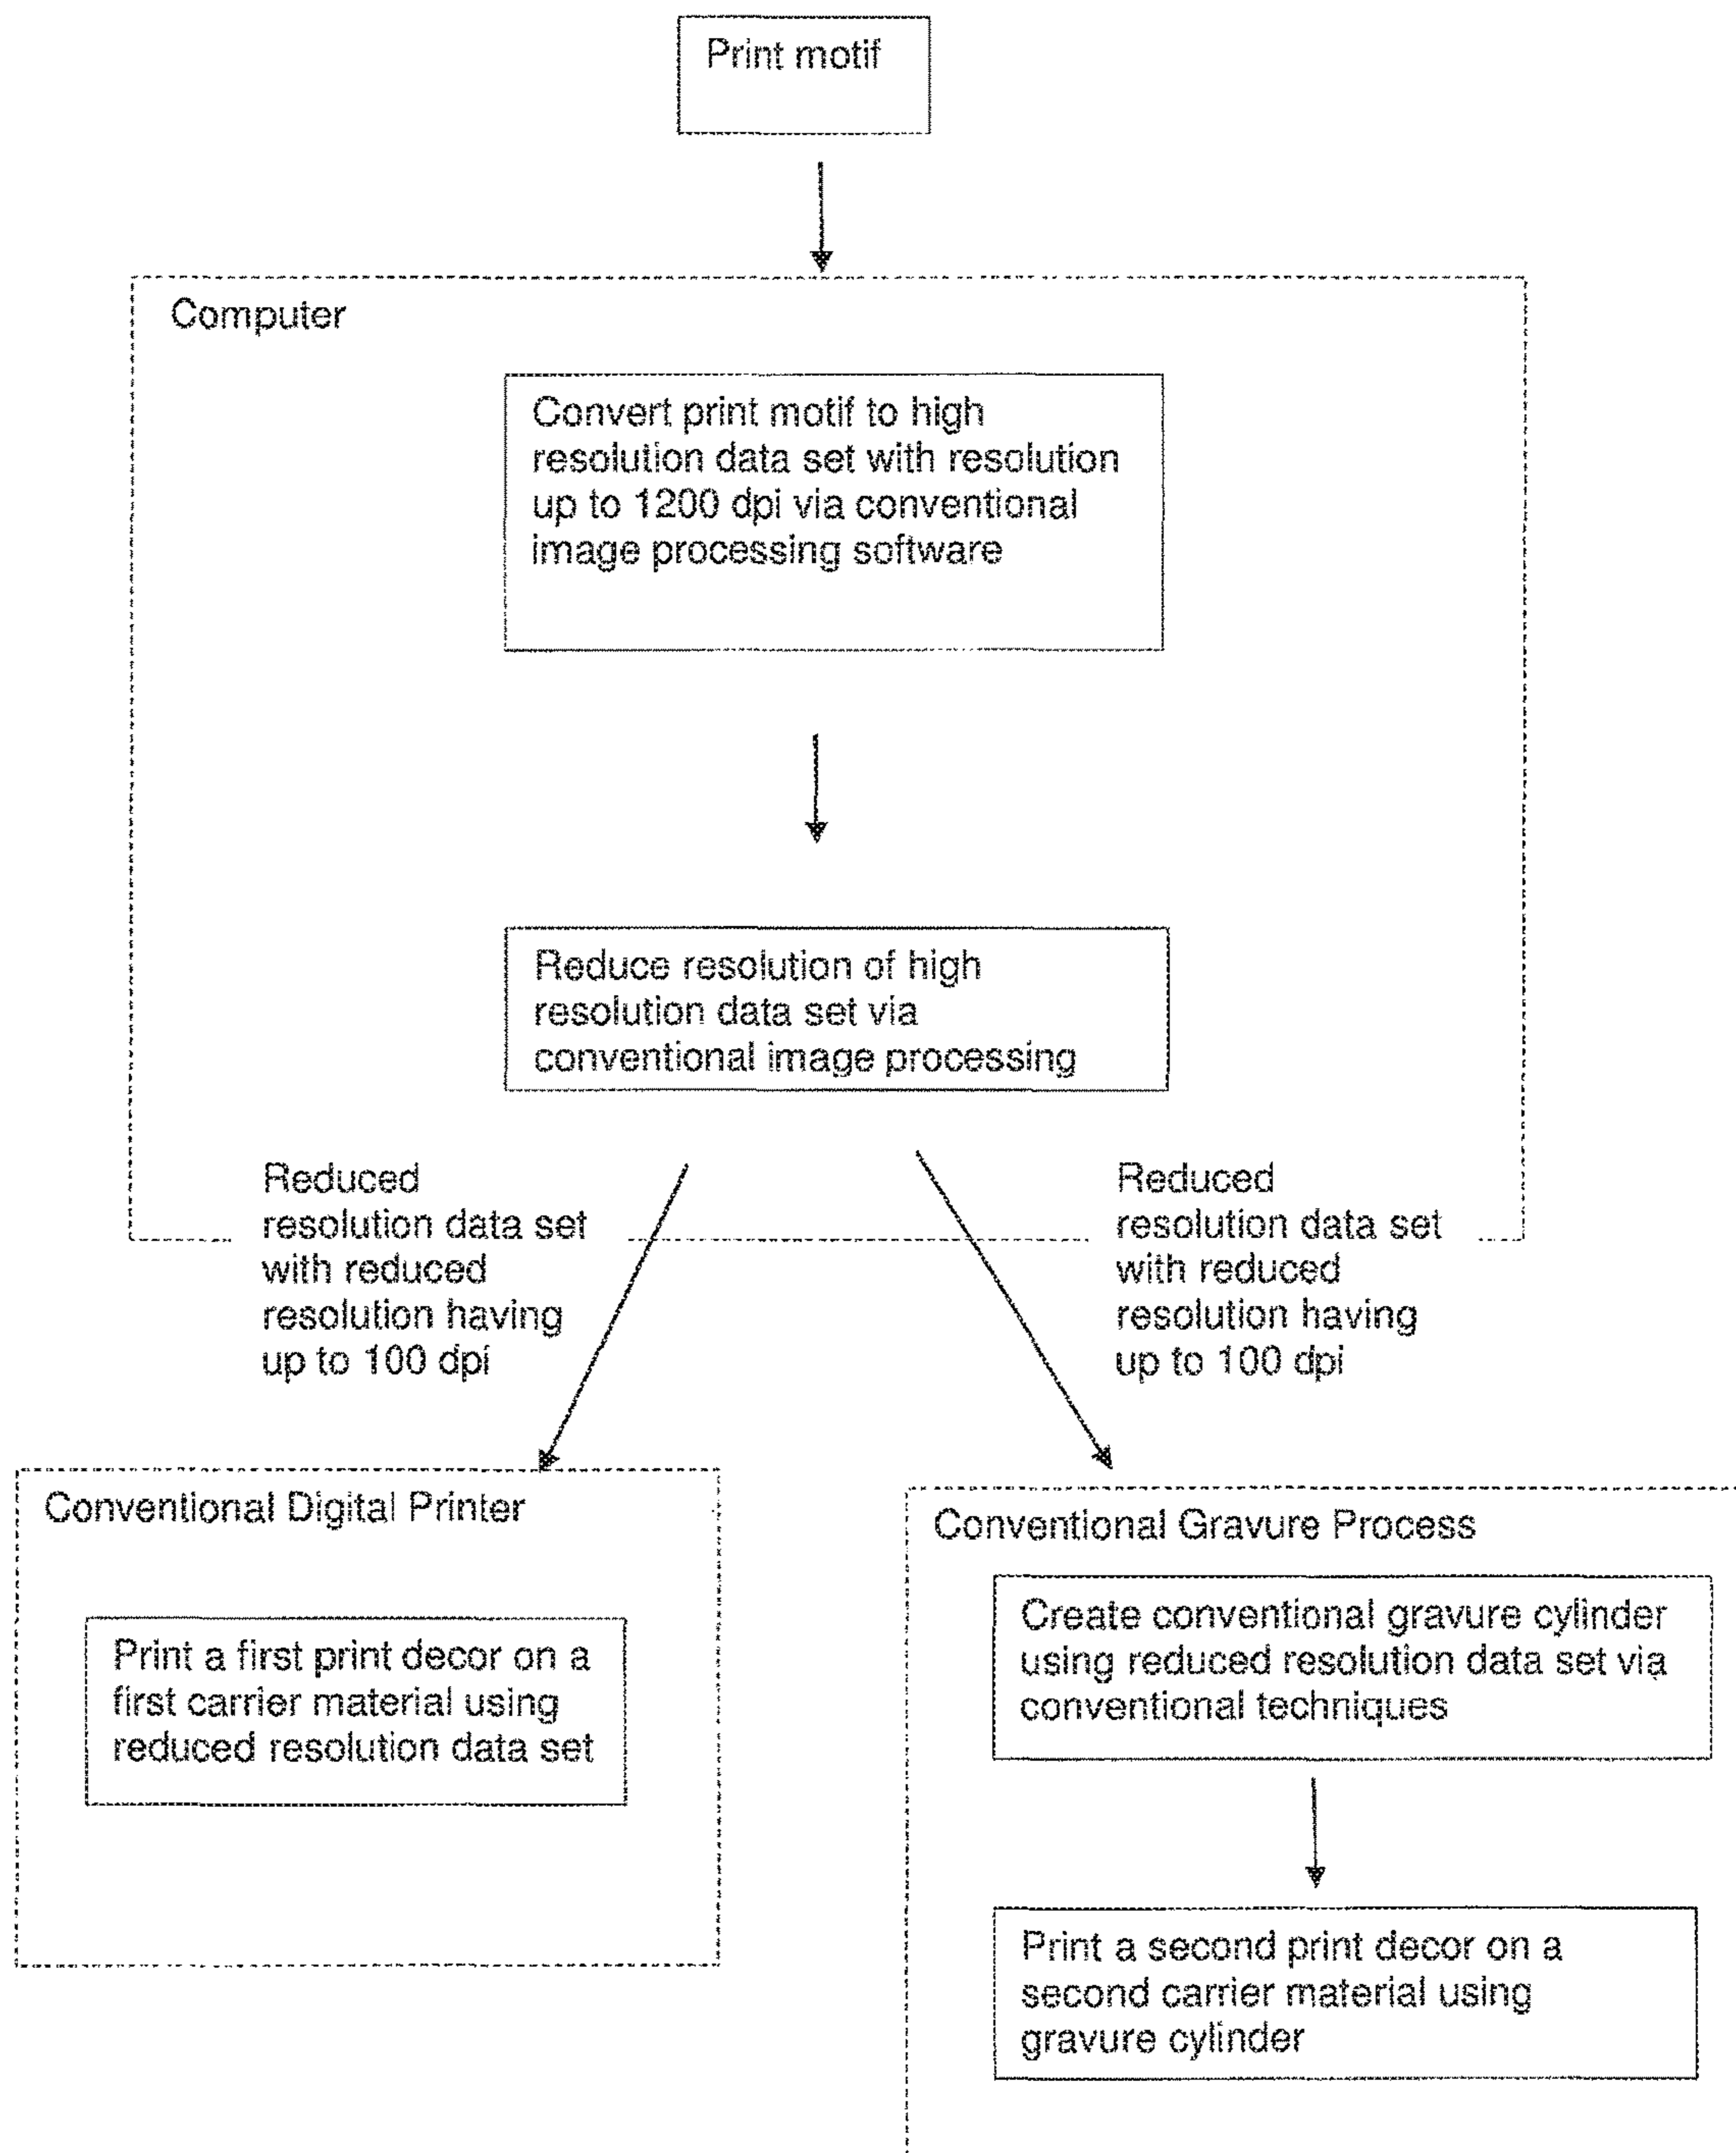 Print motif
Computer
Convert print motif to high
resolution data set with resolution
up to 1200 dpi via conventional
image processing software
Reduce resolution of high
resolution data set via
conventional image processing
Reduced
resolution data set
with reduced
resolution having
up to 100 dpi
Reduced
resolution data set
with reduced
resolution having
up to 100 dpi
Conventional Digital Printer
Print a first print decor on a
first carrier material using
reduced resolution data set
Conventional Gravure Process
Create conventional gravure cylinder
using reduced resolution data set via
conventional techniques
Print a second print decor on a
second carrier material using
gravure cylinder